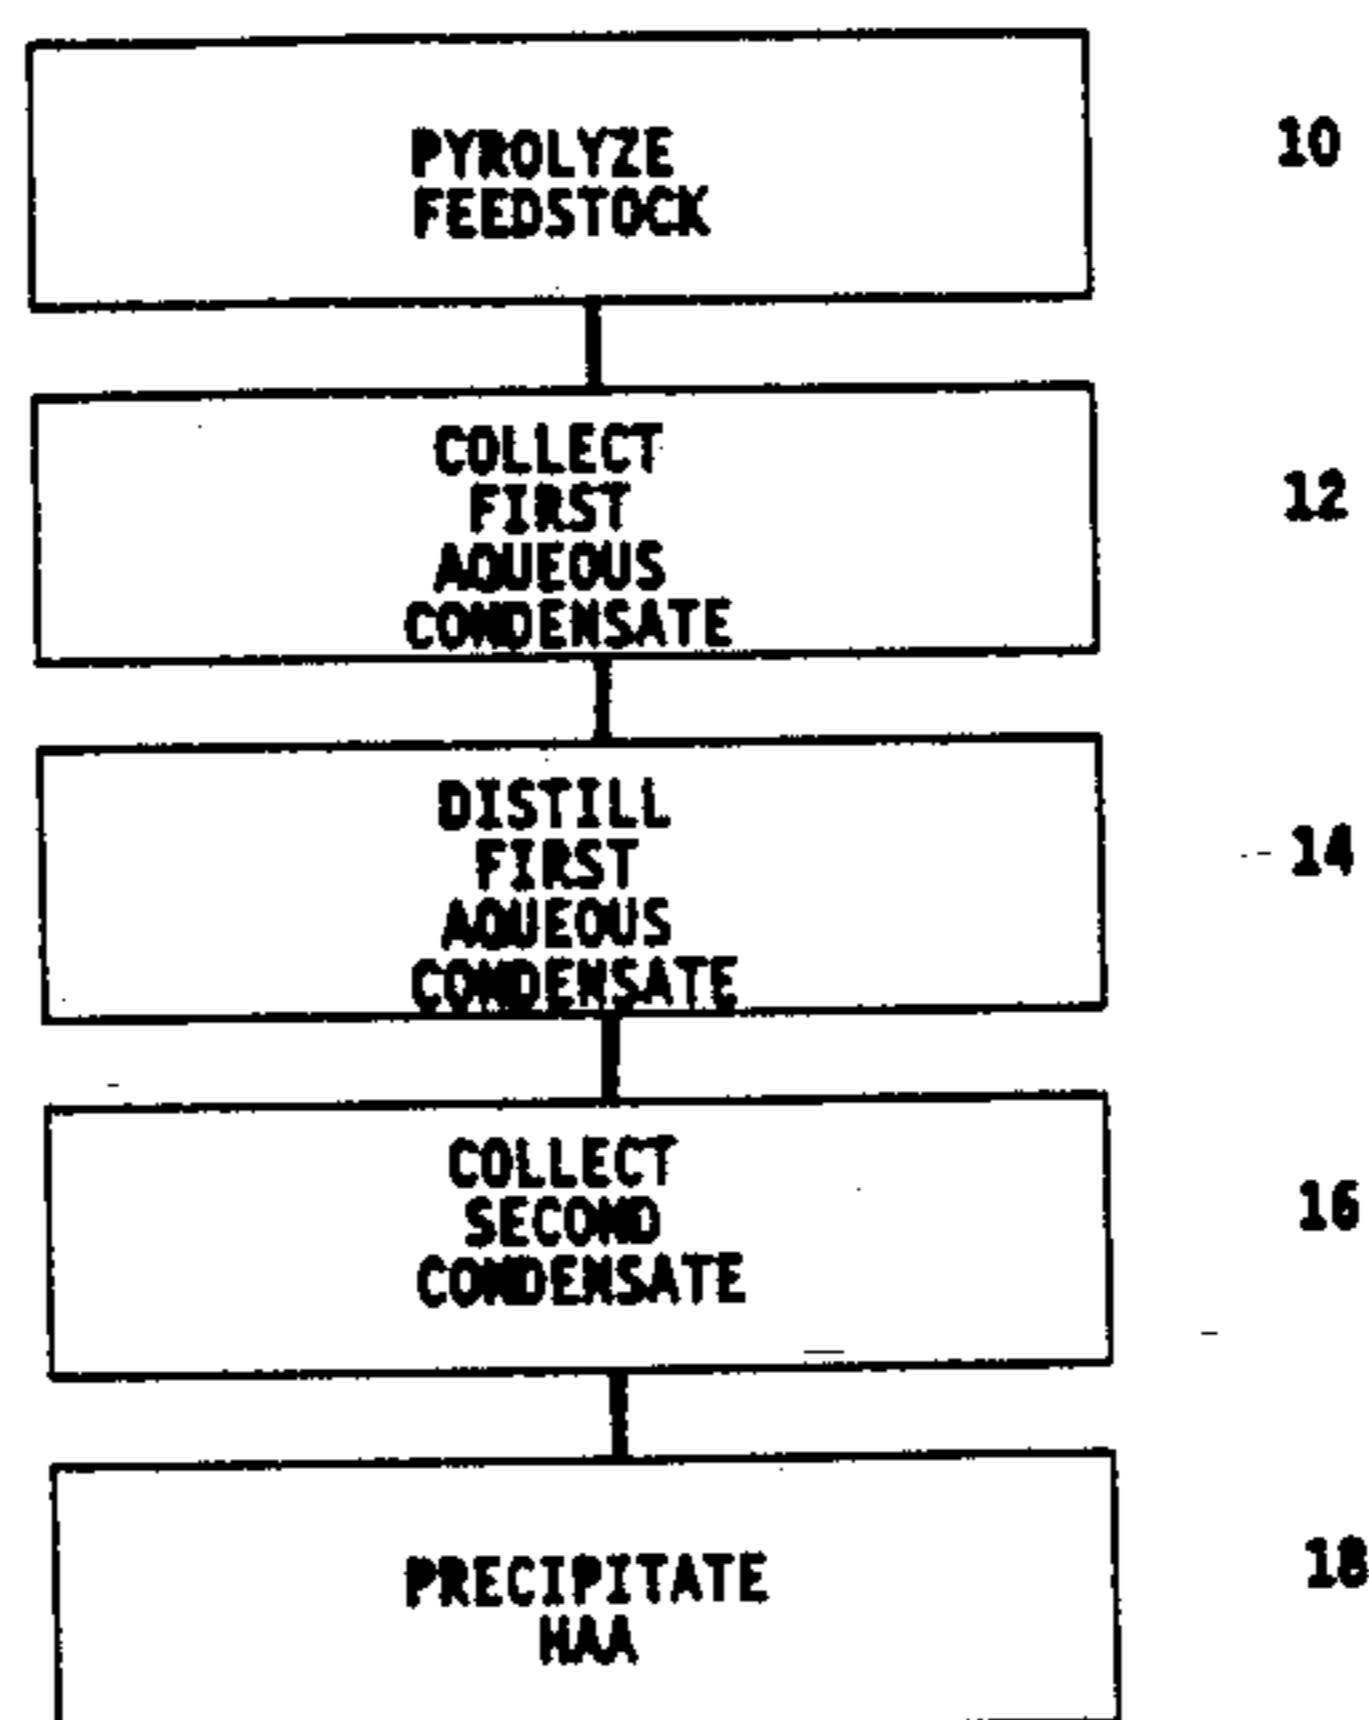 PYROLYZE
FEEDSTOCK
10
COLLECT
FIRST
AQUEOUS
CONDENSATE
12
DISTILL
FIRST
AQUEOUS
CONDENSATE
14
COLLECT
SECOND
CONDENSATE
16
PRECIPITATE
HAA
18